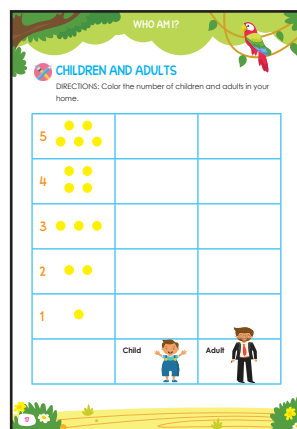 WHO AM I?
CHILDREN AND ADULTS
DIRECTIONS: Color the number of children and adults in your
home.
5
4
3
2
1
Child
Adult